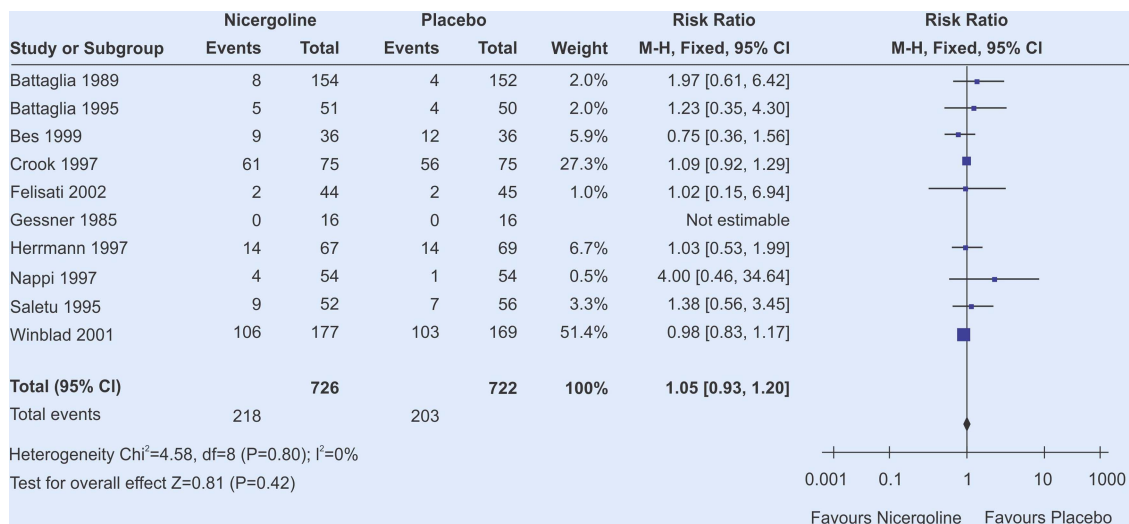 Nicergoline Placebo Risk Ratio Risk Ratio
Study or Subgroup Events Total Events Total Weight M-H, Fixed, 95% CI M-H, Fixed, 95% CI
Battaglia 1989 8 154 4 152 2.0% 1.97 [0.61, 6.42]
Battaglia 1995 5 51 4 50 2.0% 1.23 [0.35, 4.30]
Bes 1999 9 36 12 36 5.9% 0.75 [0.36, 1.56]
Crook 1997 61 75 56 75 27.3% 1.09 [0.92, 1.29]
Felisati 2002 2 44 2 45 1.0% 1.02 [0.15, 6.94]
Gessner 1985 0 16 0 16 Not estimable
Herrmann 1997 14 67 14 69 6.7% 1.03 [0.53, 1.99]
Nappi 1997 4 54 1 54 0.5% 4.00 [0.46, 34.64]
Saletu 1995 9 52 7 56 3.3% 1.38 [0.56, 3.45]
Winblad 2001 106 177 103 169 51.4% 0.98 [0.83, 1.17]
Total (95% CI) 726 722 100% 1.05 [0.93, 1.20]
Total events 218 203
Heterogeneity Chi²=4.58, df=8 (P=0.80); I²=0%
Test for overall effect Z=0.81 (P=0.42)
0.001 0.1 1 10 1000
Favours Nicergoline Favours Placebo